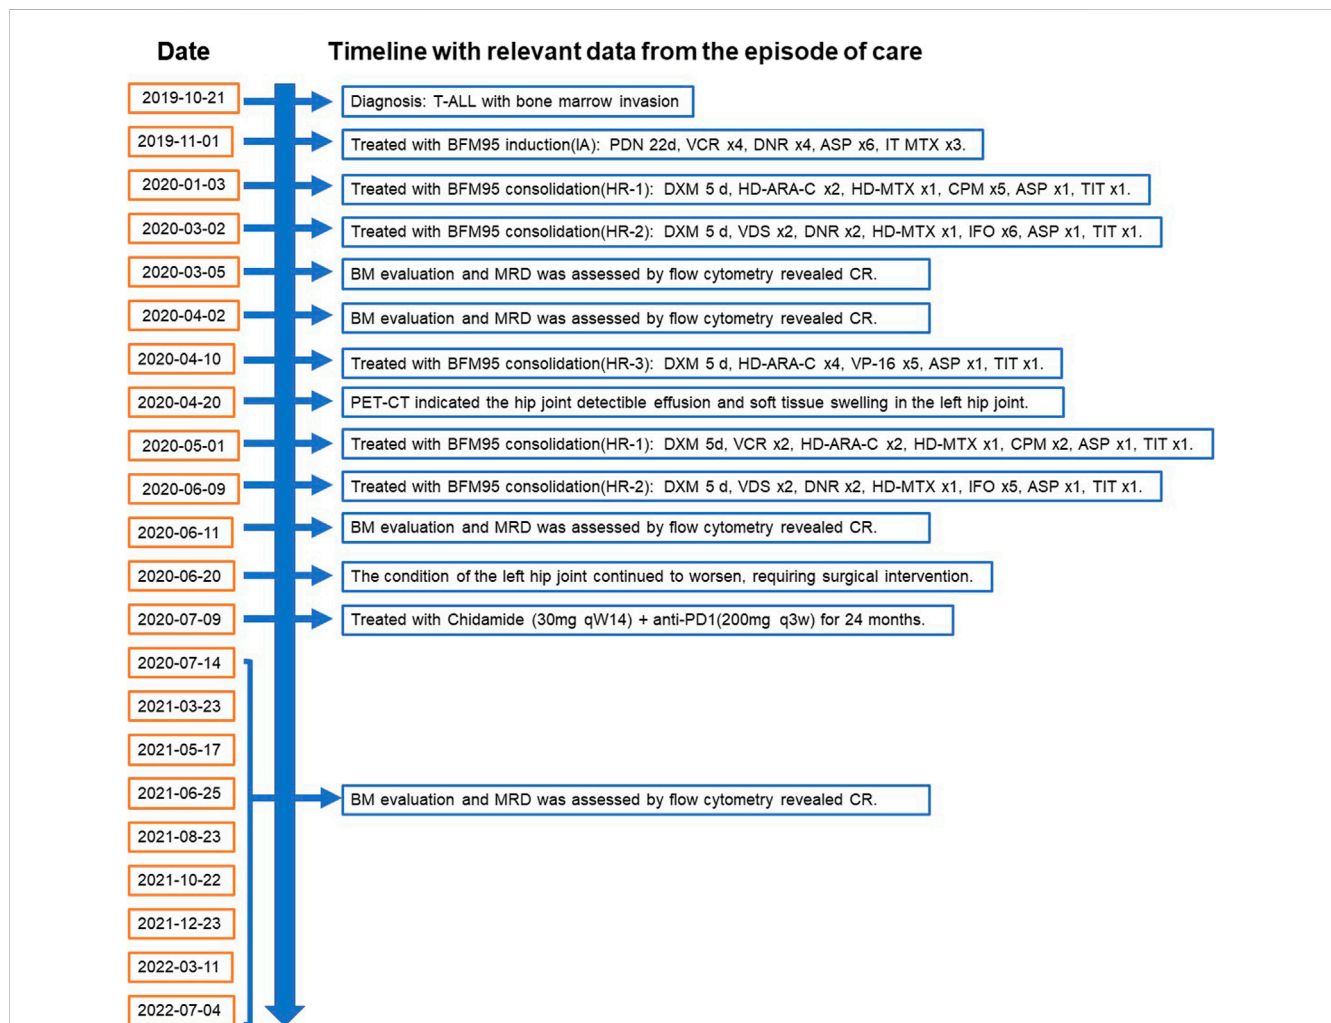 Date Timeline with relevant data from the episode of care
2019-10-21 Diagnosis: T-ALL with bone marrow invasion
2019-11-01 Treated with BFM95 induction(IA): PDN 22d, VCR x4, DNR x4, ASP x6, IT MTX x3.
2020-01-03 Treated with BFM95 consolidation(HR-1): DXM 5 d, HD-ARA-C x2, HD-MTX x1, CPM x5, ASP x1, TIT x1.
2020-03-02 Treated with BFM95 consolidation(HR-2): DXM 5 d, VDS x2, DNR x2, HD-MTX x1, IFO x6, ASP x1, TIT x1.
2020-03-05 BM evaluation and MRD was assessed by flow cytometry revealed CR.
2020-04-02 BM evaluation and MRD was assessed by flow cytometry revealed CR.
2020-04-10 Treated with BFM95 consolidation(HR-3): DXM 5 d, HD-ARA-C x4, VP-16 x5, ASP x1, TIT x1.
2020-04-20 PET-CT indicated the hip joint detectible effusion and soft tissue swelling in the left hip joint.
2020-05-01 Treated with BFM95 consolidation(HR-1): DXM 5d, VCR x2, HD-ARA-C x2, HD-MTX x1, CPM x2, ASP x1, TIT x1.
2020-06-09 Treated with BFM95 consolidation(HR-2): DXM 5 d, VDS x2, DNR x2, HD-MTX x1, IFO x5, ASP x1, TIT x1.
2020-06-11 BM evaluation and MRD was assessed by flow cytometry revealed CR.
2020-06-20 The condition of the left hip joint continued to worsen, requiring surgical intervention.
2020-07-09 Treated with Chidamide (30mg qW14) + anti-PD1(200mg q3w) for 24 months.
2020-07-14
2021-03-23
2021-05-17
2021-06-25 BM evaluation and MRD was assessed by flow cytometry revealed CR.
2021-08-23
2021-10-22
2021-12-23
2022-03-11
2022-07-04